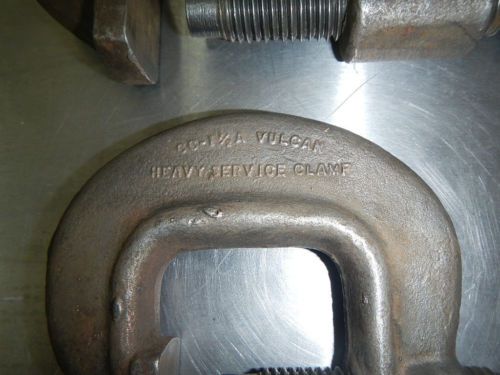 CC-1½A VULCAN
HEAVY SERVICE CLAMP